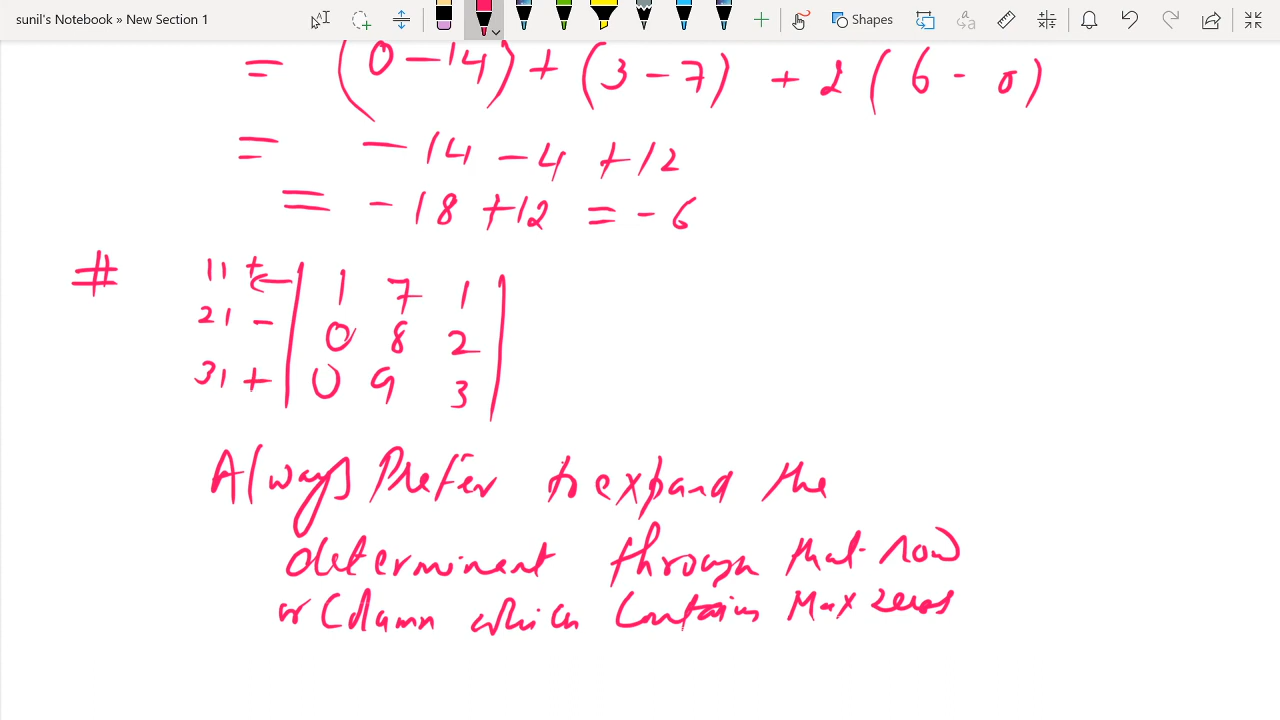 sunil's Notebook » New Section 1
Shapes
= (0-14) + (3-7) + 2(6-0)
= -14 -4 +12
= -18 +12 = -6
# 11 + ← | 1 7 1 |
21 - | 0 8 2 |
31 + | 0 9 3 |
Always Prefer to expand the
determinent through that row
or Column which Contains Max zeros